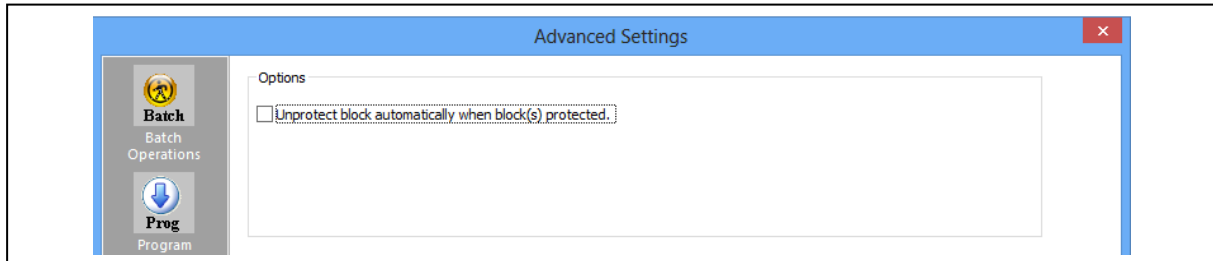 Advanced Settings
Options
Unprotect block automatically when block(s) protected.
Batch
Batch
Operations
Prog
Program